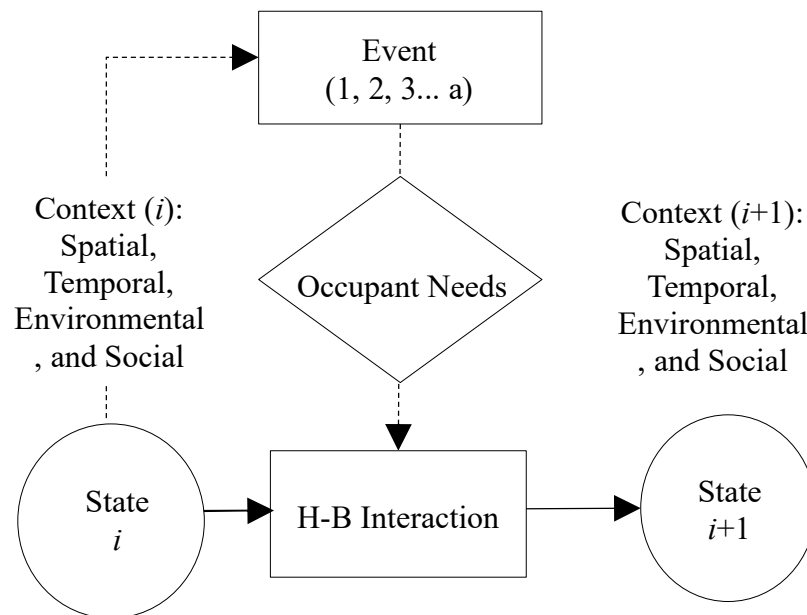 Event
(1, 2, 3... a)
Context (i):
Spatial,
Temporal,
Environmental
, and Social
Occupant Needs
Context (i+1):
Spatial,
Temporal,
Environmental
, and Social
State
i
H-B Interaction
State
i+1